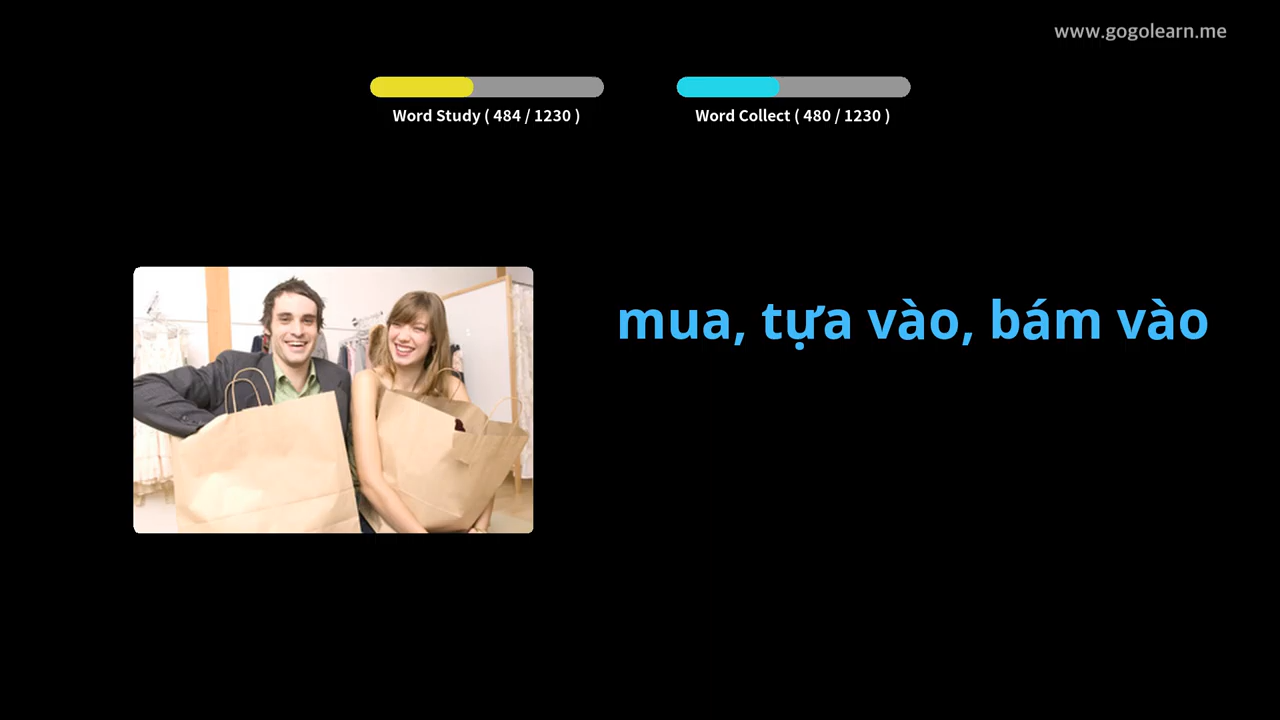 www.gogolearn.me
Word Study ( 484 / 1230 )
Word Collect ( 480 / 1230 )
mua, tựa vào, bám vào